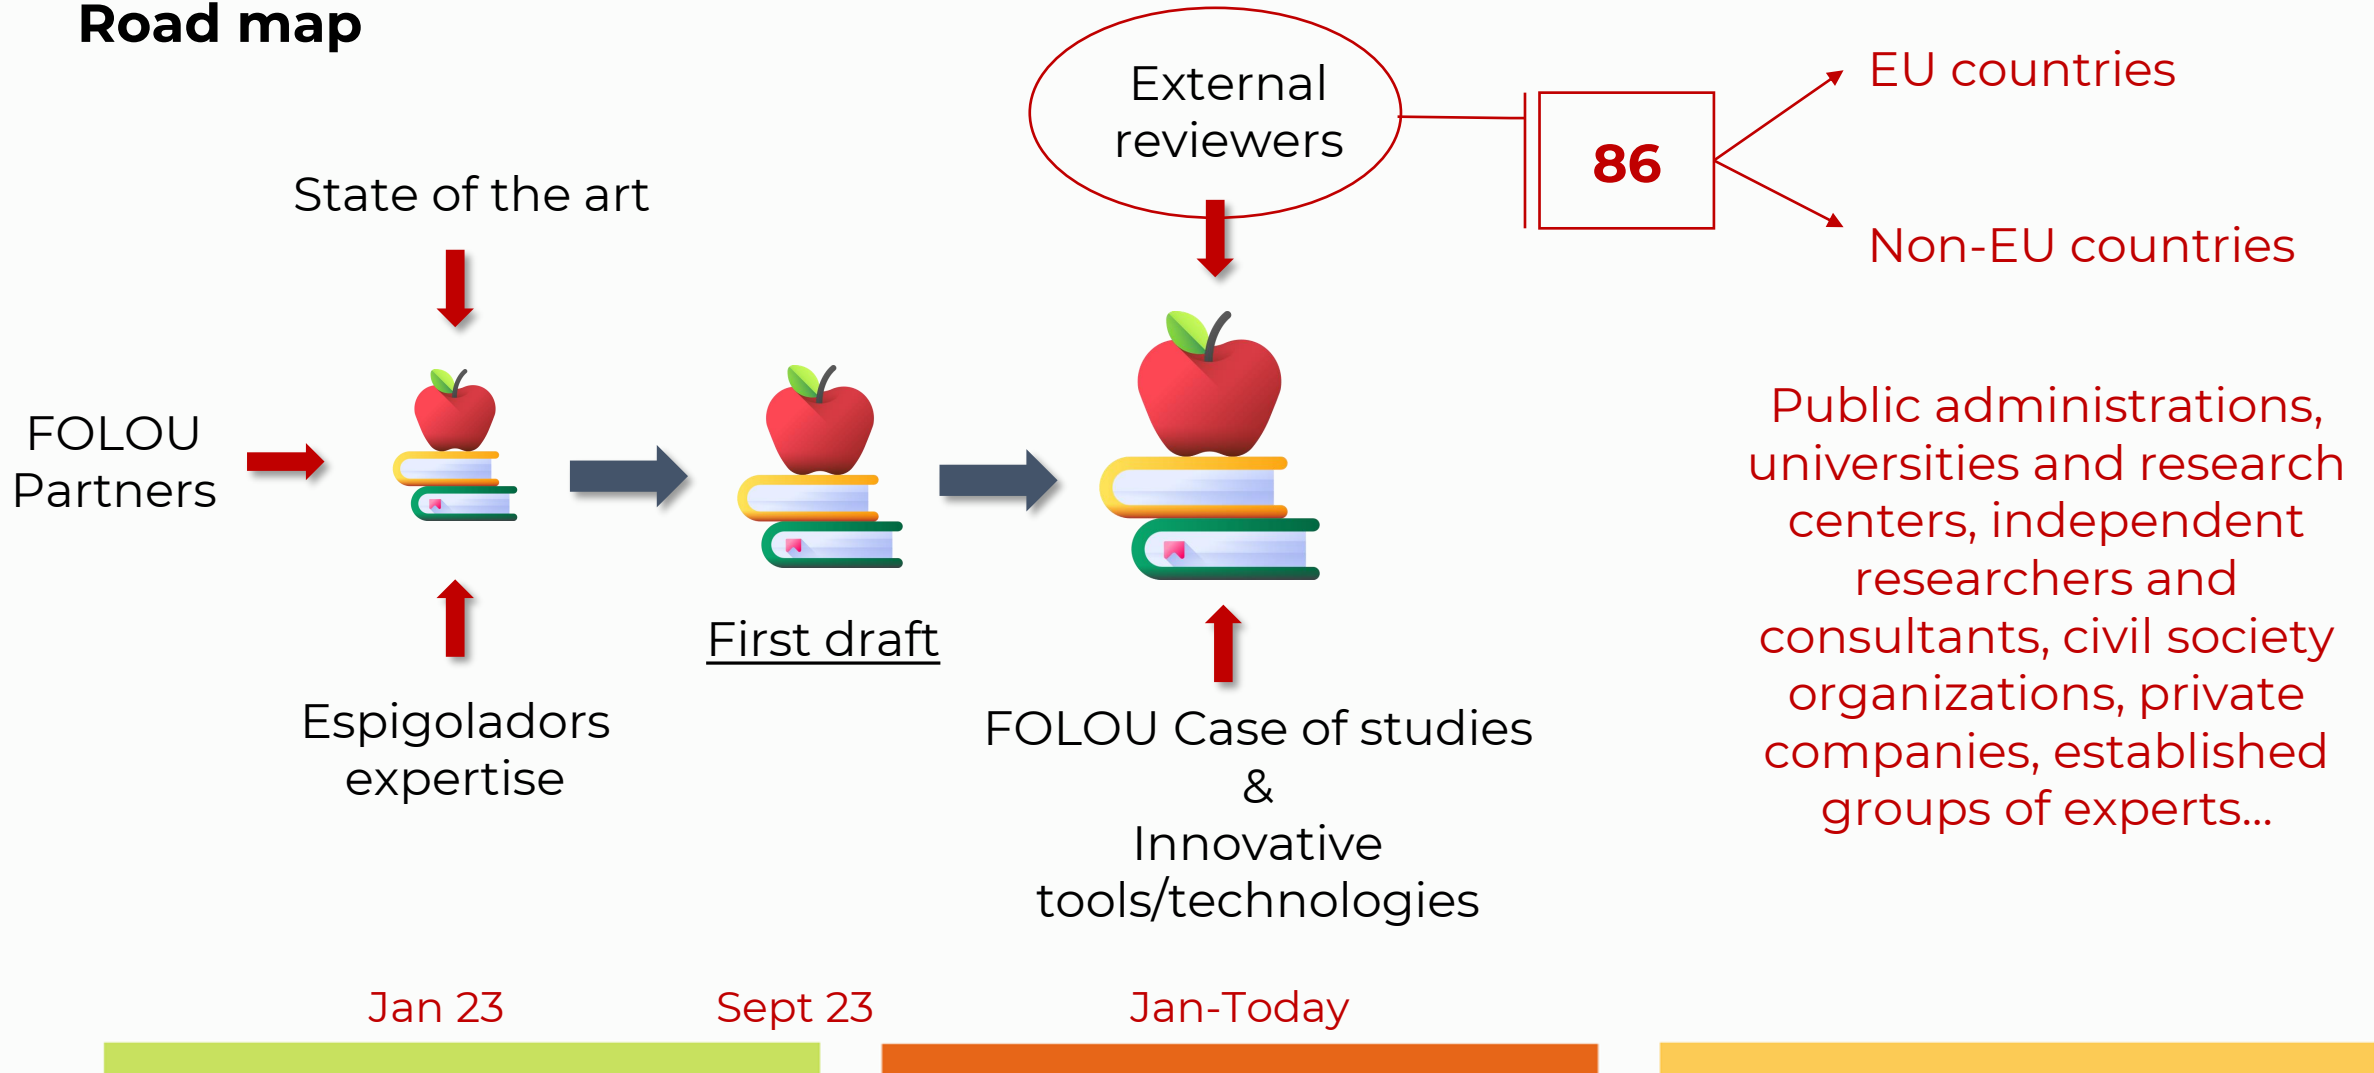 Road map
State of the art
FOLOU
Partners
Espigoladors
expertise
First draft
External
reviewers
86
EU countries
Non-EU countries
FOLOU Case of studies
&
Innovative
tools/technologies
Public administrations,
universities and research
centers, independent
researchers and
consultants, civil society
organizations, private
companies, established
groups of experts...
Jan 23
Sept 23
Jan-Today